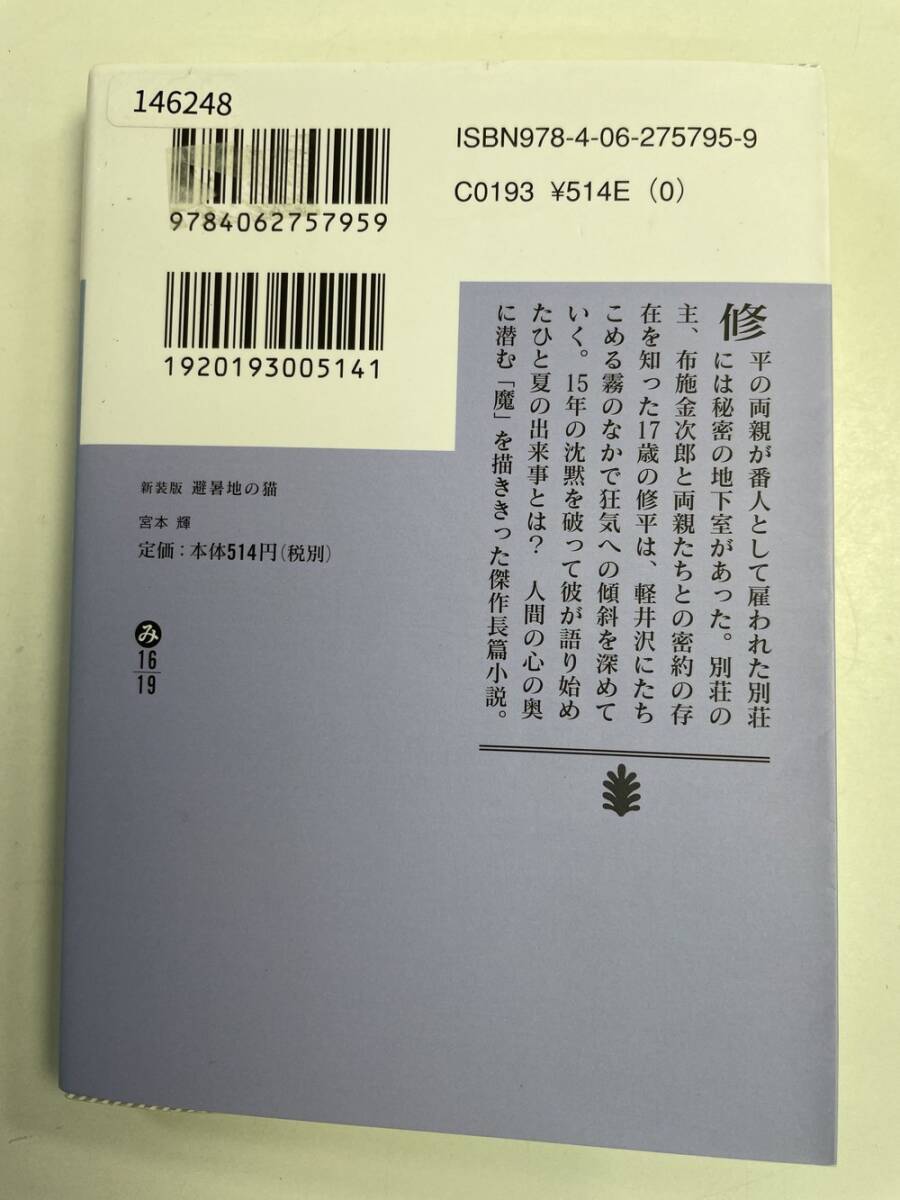 146248
9784062757959
1920193005141
ISBN978-4-06-275795-9
C0193 ¥514E (0)
修平の両親が番人として雇われた別荘
には秘密の地下室があった。別荘の
主、布施金次郎と両親たちとの密約の存
在を知った17歳の修平は、軽井沢にたち
こめる霧のなかで狂気への傾斜を深めて
いく。15年の沈黙を破って彼が語り始め
たひと夏の出来事とは? 人間の心の奥
に潜む「魔」を描ききった傑作長篇小説。
新装版 避暑地の猫
宮本 輝
定価:本体514円(税別)
み
16
19